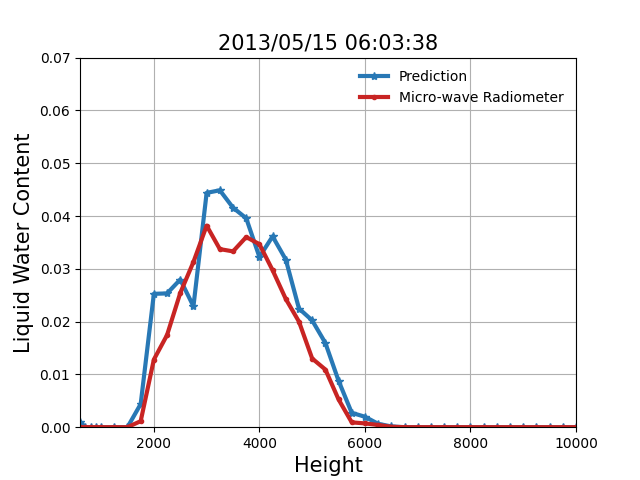 2013/05/15 06:03:38
0.07
0.06
0.05
0.04
0.03
0.02
0.01
0.00
Liquid Water Content
Prediction
Micro-wave Radiometer
2000 4000 6000 8000 10000
Height